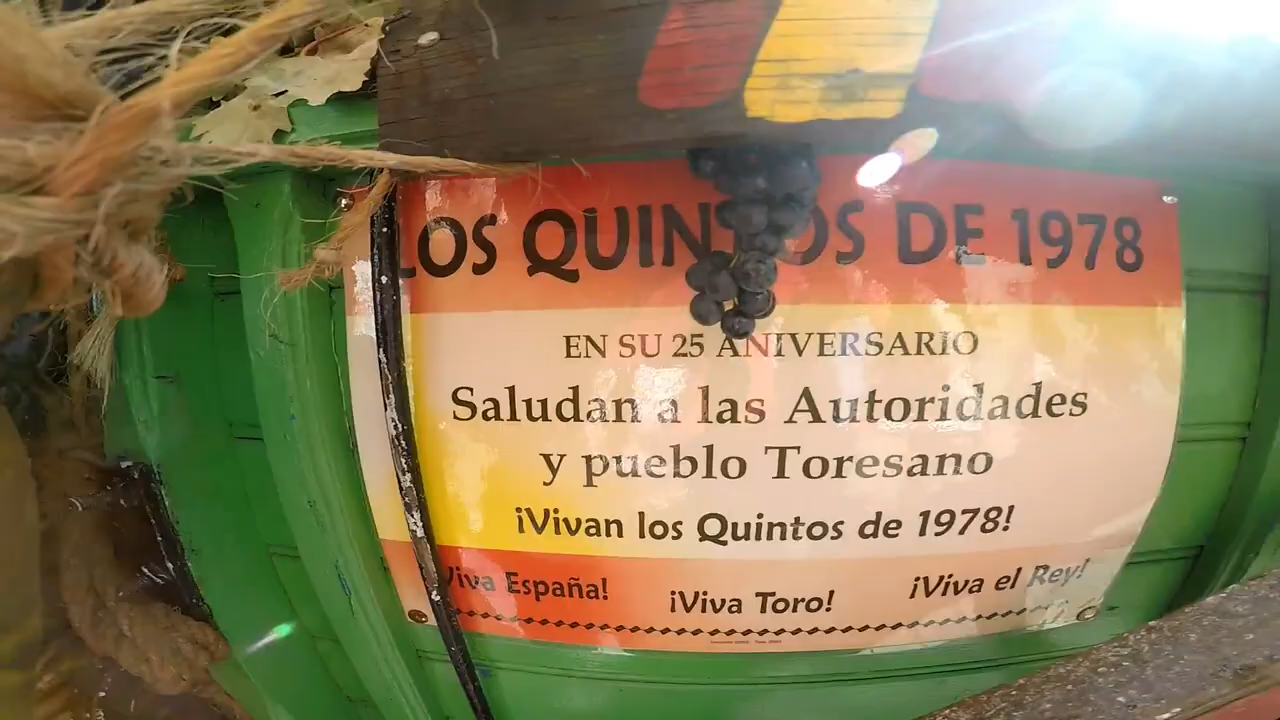 LOS QUINTOS DE 1978
EN SU 25 ANIVERSARIO
Saludan a las Autoridades
y pueblo Toresano
¡Vivan los Quintos de 1978!
Viva España! ¡Viva Toro! ¡Viva el Rey!